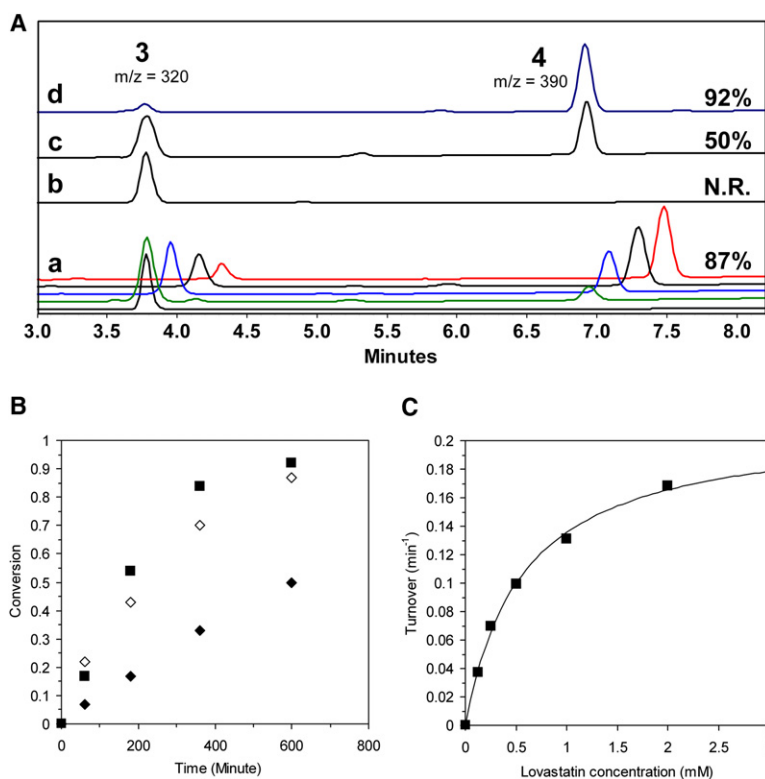 A
3
m/z = 320
4
m/z = 390
d
92%
c
50%
b
N.R.
a
87%
3.0 3.5 4.0 4.5 5.0 5.5 6.0 6.5 7.0 7.5 8.0
Minutes
B
Conversion
1
0.9
0.8
0.7
0.6
0.5
0.4
0.3
0.2
0.1
0
0 200 400 600 800
Time (Minute)
C
Turnover (min⁻¹)
0.2
0.18
0.16
0.14
0.12
0.1
0.08
0.06
0.04
0.02
0
0 0.5 1 1.5 2 2.5
Lovastatin concentration (mM)